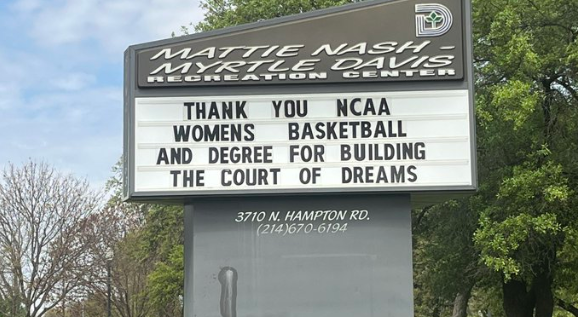 MATTIE NASH -
MYRTLE DAVIS
RECREATION CENTER
THANK YOU NCAA
WOMENS BASKETBALL
AND DEGREE FOR BUILDING
THE COURT OF DREAMS
3710 N. HAMPTON RD.
(214)670-6194